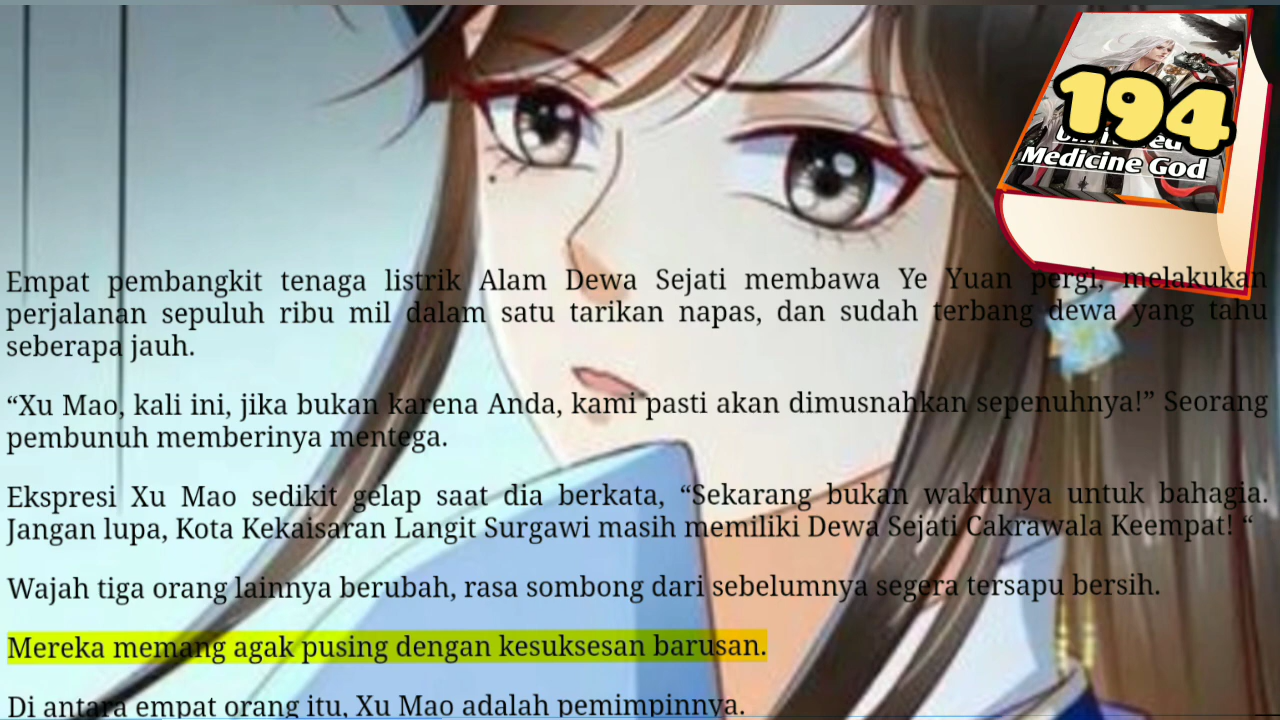 194
Medicine God
Empat pembangkit tenaga listrik Alam Dewa Sejati membawa Ye Yuan pergi, melakukan
perjalanan sepuluh ribu mil dalam satu tarikan napas, dan sudah terbang dewa yang tahu
seberapa jauh.
“Xu Mao, kali ini, jika bukan karena Anda, kami pasti akan dimusnahkan sepenuhnya!” Seorang
pembunuh memberinya mentega.
Ekspresi Xu Mao sedikit gelap saat dia berkata, “Sekarang bukan waktunya untuk bahagia.
Jangan lupa, Kota Kekaisaran Langit Surgawi masih memiliki Dewa Sejati Cakrawala Keempat! “
Wajah tiga orang lainnya berubah, rasa sombong dari sebelumnya segera tersapu bersih.
Mereka memang agak pusing dengan kesuksesan barusan.
Di antara empat orang itu, Xu Mao adalah pemimpinnya.